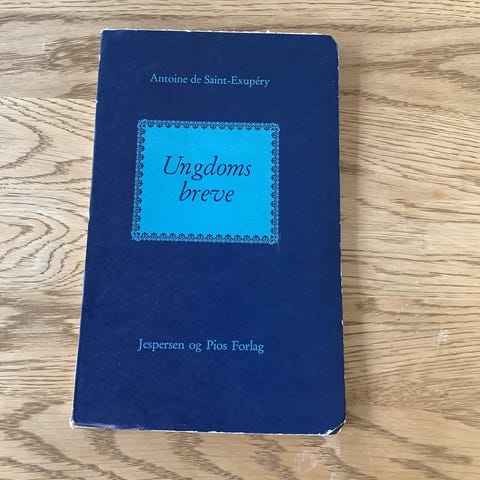 Antoine de Saint-Exupéry
Ungdoms
breve
Jespersen og Pios Forlag